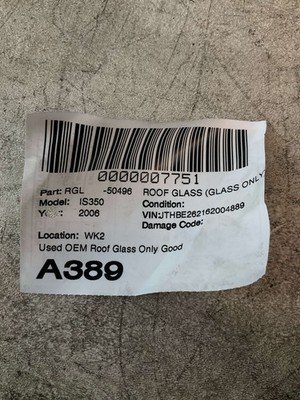 0000007751
Part: RGL -50496 ROOF GLASS (GLASS ONLY
Model: IS350 Condition:
2006 VIN:JTHBE262162004889
Damage Code:
Location: WK2
Used OEM Roof Glass Only Good
A389